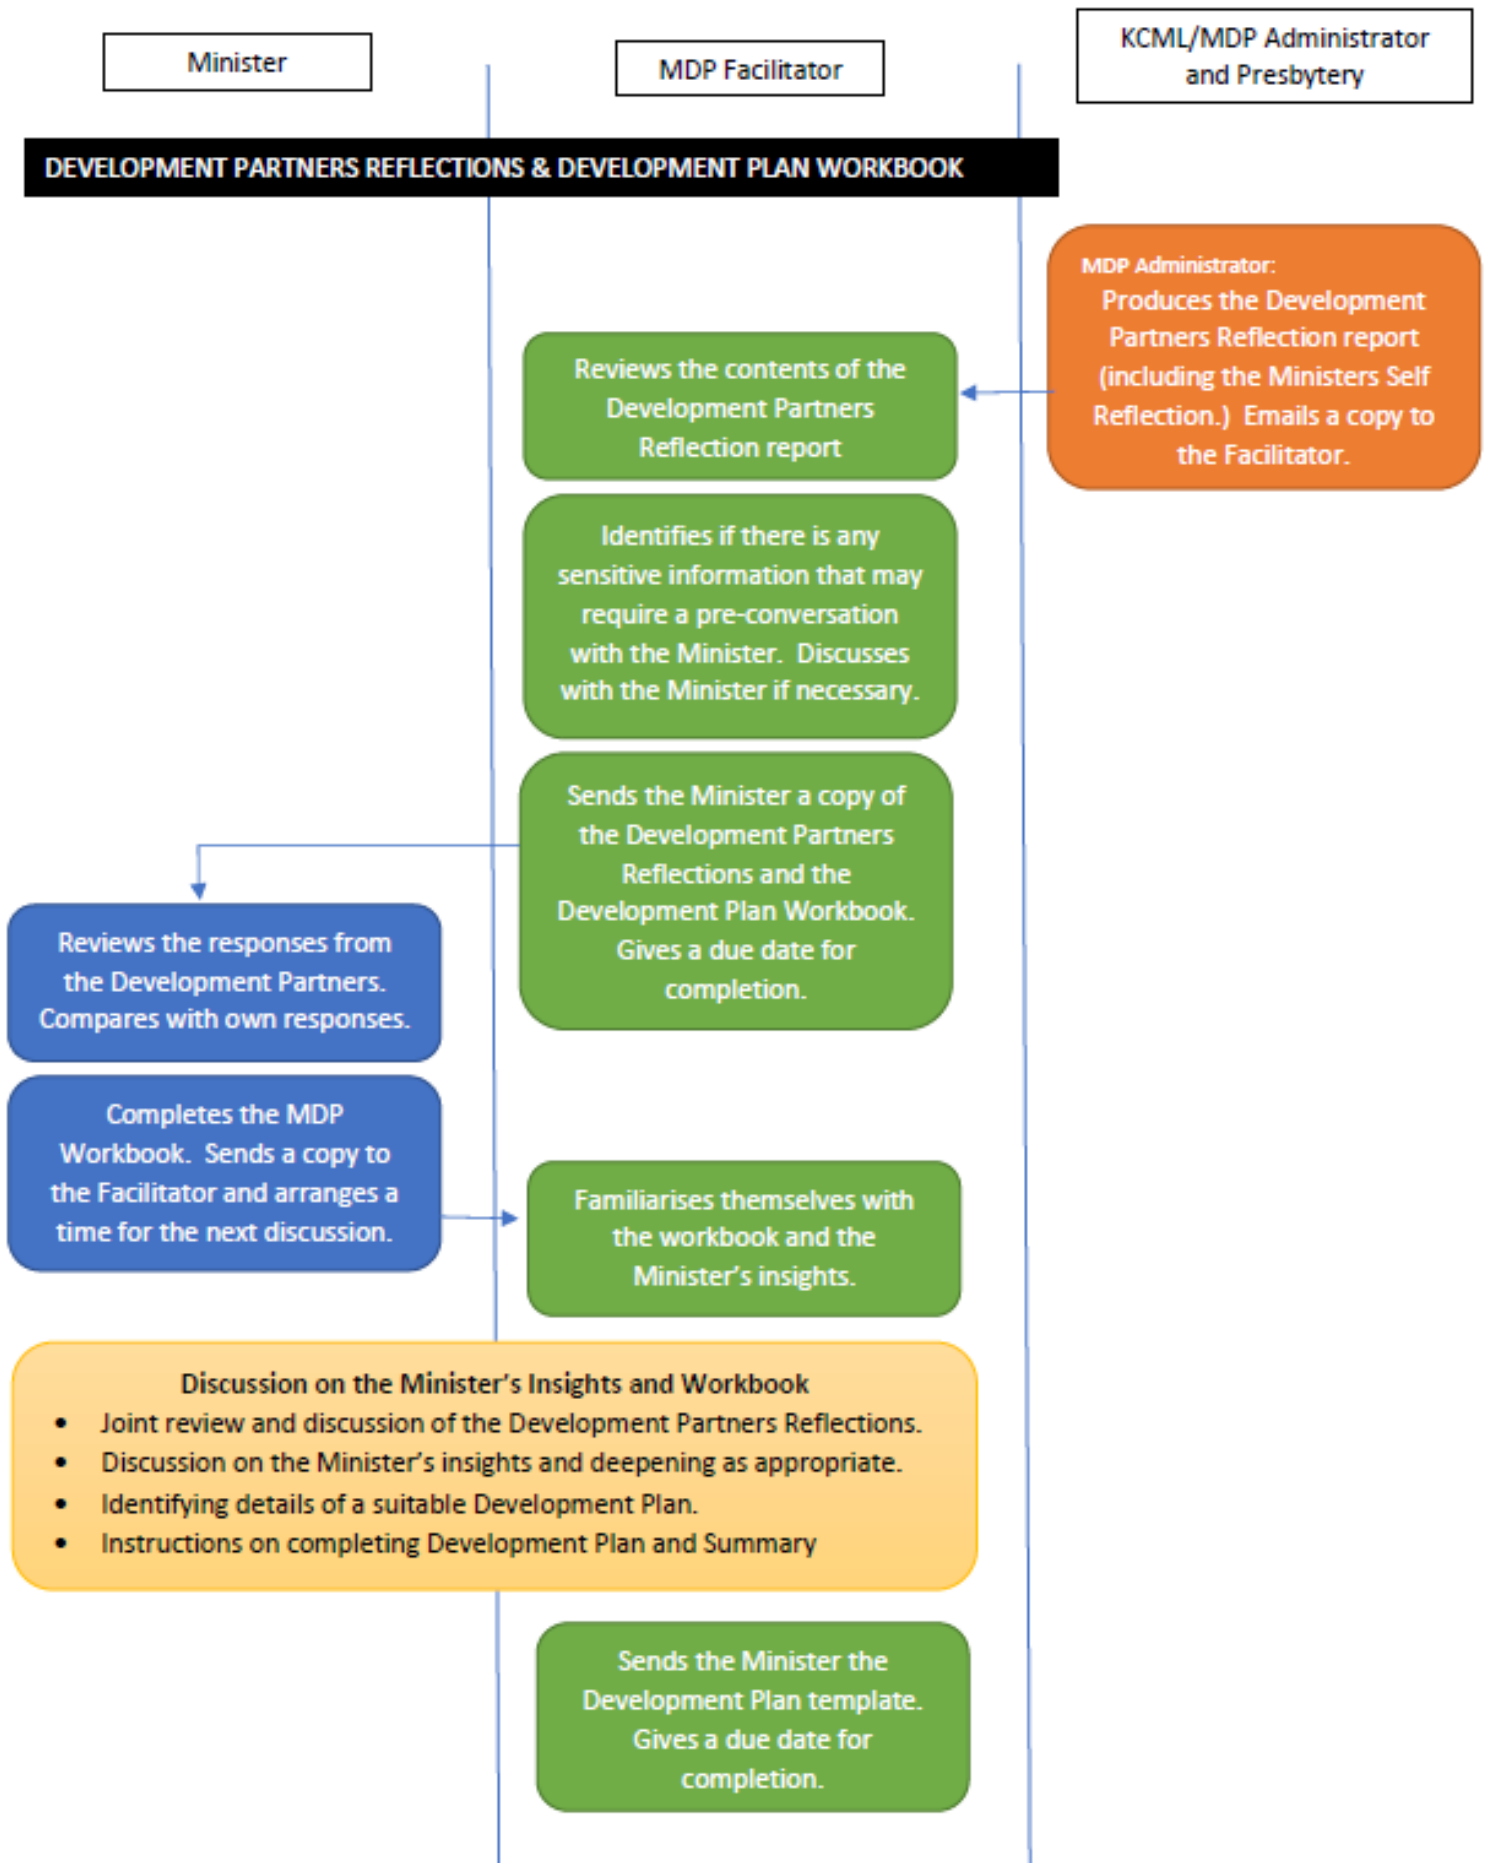 Minister
MDP Facilitator
KCML/MDP Administrator
and Presbytery
DEVELOPMENT PARTNERS REFLECTIONS & DEVELOPMENT PLAN WORKBOOK
MDP Administrator:
Produces the Development
Partners Reflection report
(including the Ministers Self
Reflection.)  Emails a copy to
the Facilitator.
Reviews the contents of the
Development Partners
Reflection report
Identifies if there is any
sensitive information that may
require a pre-conversation
with the Minister.  Discusses
with the Minister if necessary.
Sends the Minister a copy of
the Development Partners
Reflections and the
Development Plan Workbook.
Gives a due date for
completion.
Reviews the responses from
the Development Partners.
Compares with own responses.
Completes the MDP
Workbook.  Sends a copy to
the Facilitator and arranges a
time for the next discussion.
Familiarises themselves with
the workbook and the
Minister’s insights.
Discussion on the Minister’s Insights and Workbook
• Joint review and discussion of the Development Partners Reflections.
• Discussion on the Minister’s insights and deepening as appropriate.
• Identifying details of a suitable Development Plan.
• Instructions on completing Development Plan and Summary
Sends the Minister the
Development Plan template.
Gives a due date for
completion.